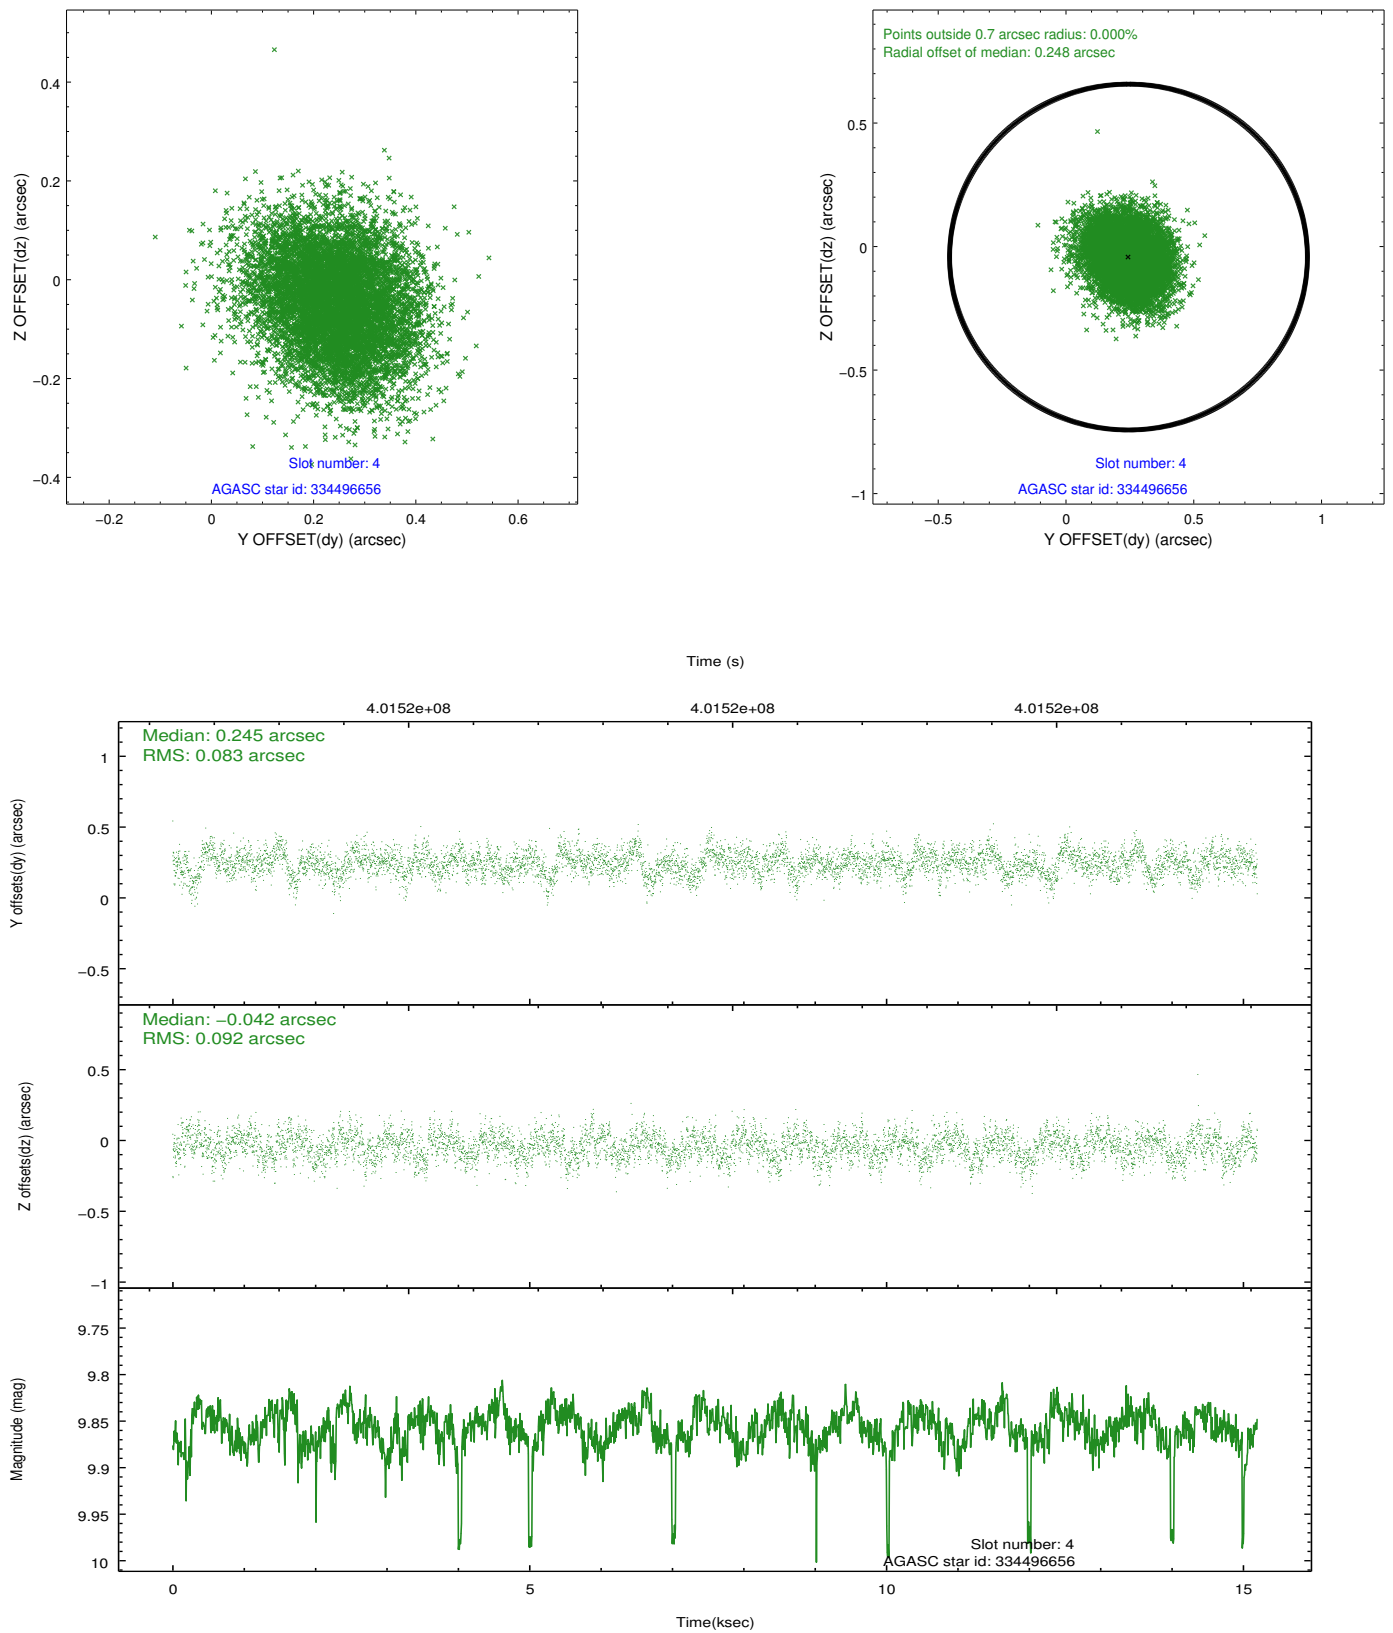 0.4
0.2
0
−0.2
−0.4
Z OFFSET(dz) (arcsec)
Slot number: 4
AGASC star id: 334496656
−0.2 0 0.2 0.4 0.6
Y OFFSET(dy) (arcsec)
Points outside 0.7 arcsec radius: 0.000%
Radial offset of median: 0.248 arcsec
0.5
0
−0.5
−1
Z OFFSET(dz) (arcsec)
Slot number: 4
AGASC star id: 334496656
−0.5 0 0.5 1
Y OFFSET(dy) (arcsec)
Time (s)
4.0152e+08 4.0152e+08 4.0152e+08
Median: 0.245 arcsec
RMS: 0.083 arcsec
1
0.5
0
−0.5
Y offsets(dy) (arcsec)
Median: −0.042 arcsec
RMS: 0.092 arcsec
0.5
0
−0.5
−1
Z offsets(dz) (arcsec)
9.75
9.8
9.85
9.9
9.95
10
Magnitude (mag)
Slot number: 4
AGASC star id: 334496656
0 5 10 15
Time(ksec)